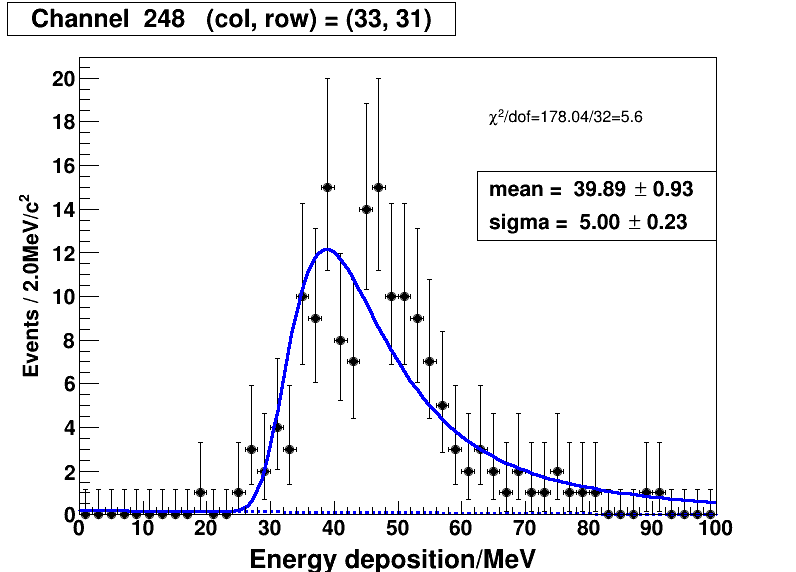 Channel 248 (col, row) = (33, 31)
χ²/dof=178.04/32=5.6
mean = 39.89 ± 0.93
sigma = 5.00 ± 0.23
Events / 2.0MeV/c²
20
18
16
14
12
10
8
6
4
2
0
0 10 20 30 40 50 60 70 80 90 100
Energy deposition/MeV